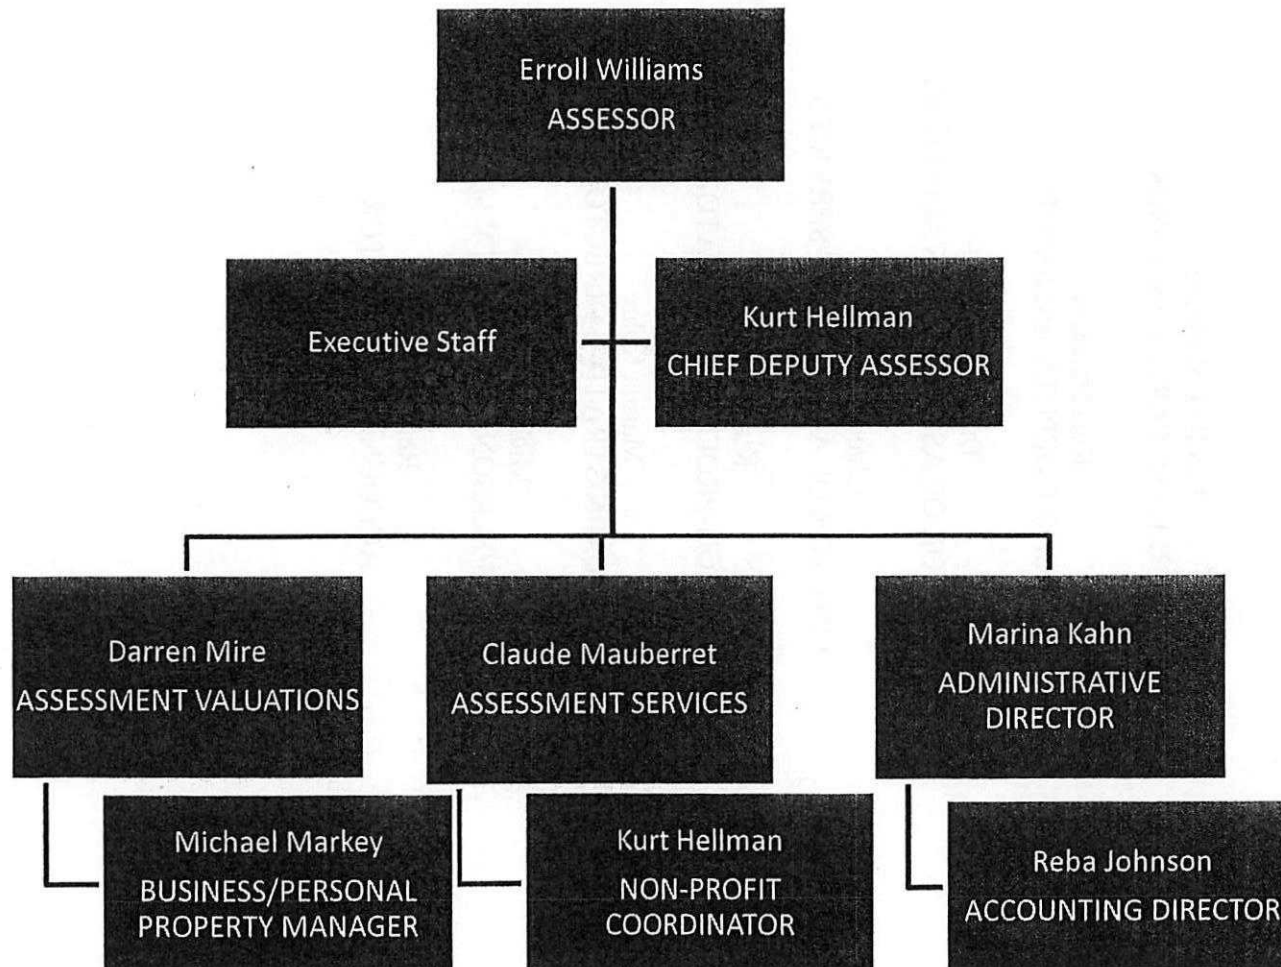 Erroll Williams
ASSESSOR
Executive Staff
Kurt Hellman
CHIEF DEPUTY ASSESSOR
Darren Mire
ASSESSMENT VALUATIONS
Claude Mauberret
ASSESSMENT SERVICES
Marina Kahn
ADMINISTRATIVE
DIRECTOR
Michael Markey
BUSINESS/PERSONAL
PROPERTY MANAGER
Kurt Hellman
NON-PROFIT
COORDINATOR
Reba Johnson
ACCOUNTING DIRECTOR